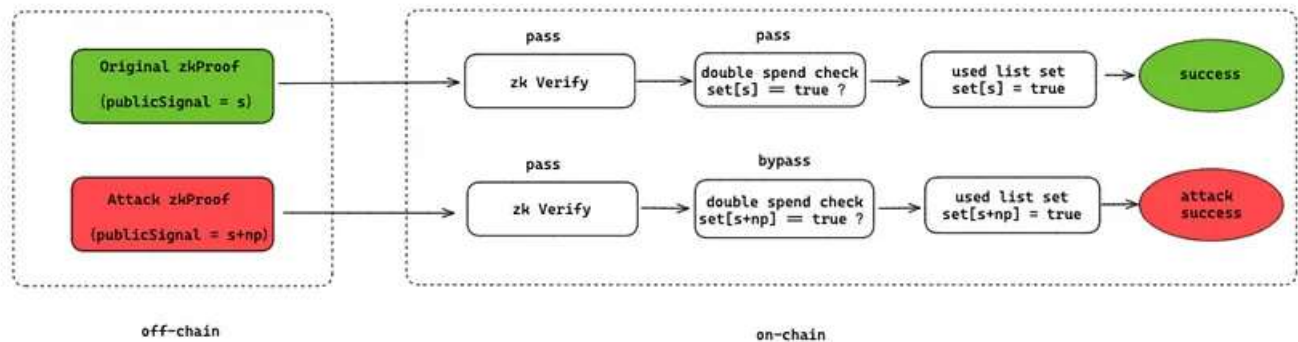 pass
pass
Original zkProof
(publicSignal = s)
zk Verify
double spend check
set[s] == true ?
used list set
set[s] = true
success
pass
bypass
Attack zkProof
(publicSignal = s+np)
zk Verify
double spend check
set[s+np] == true ?
used list set
set[s+np] = true
attack
success
off-chain
on-chain